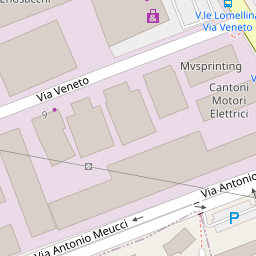 V.le Lomellina
Via Veneto
Mvsprinting
Via Veneto
Cantoni
Motori
Elettrici
9
Via Antonio
P
Via Antonio Meucci